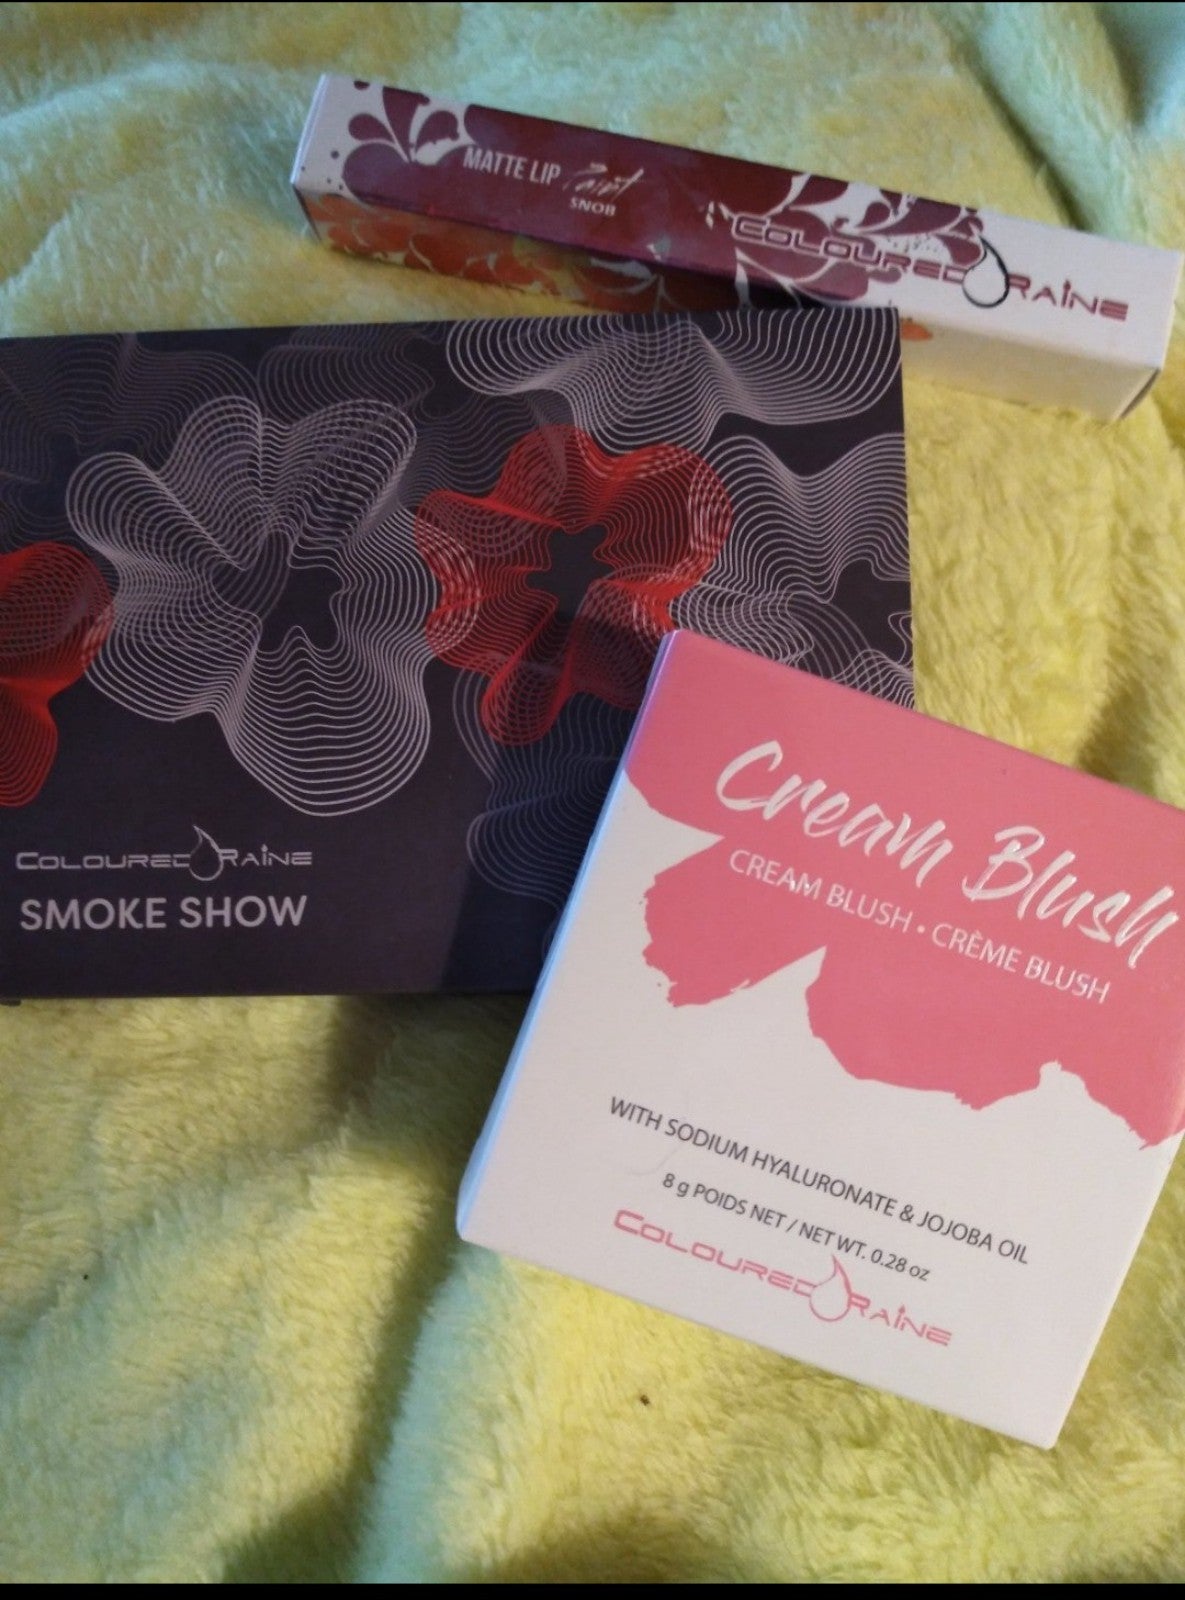 MATTE LIP Paint
SNOB
COLOURED RAINE
COLOURED RAINE
SMOKE SHOW
Cream Blush
CREAM BLUSH • CRÈME BLUSH
WITH SODIUM HYALURONATE & JOJOBA OIL
8 g POIDS NET / NET WT. 0.28 oz
COLOURED RAINE